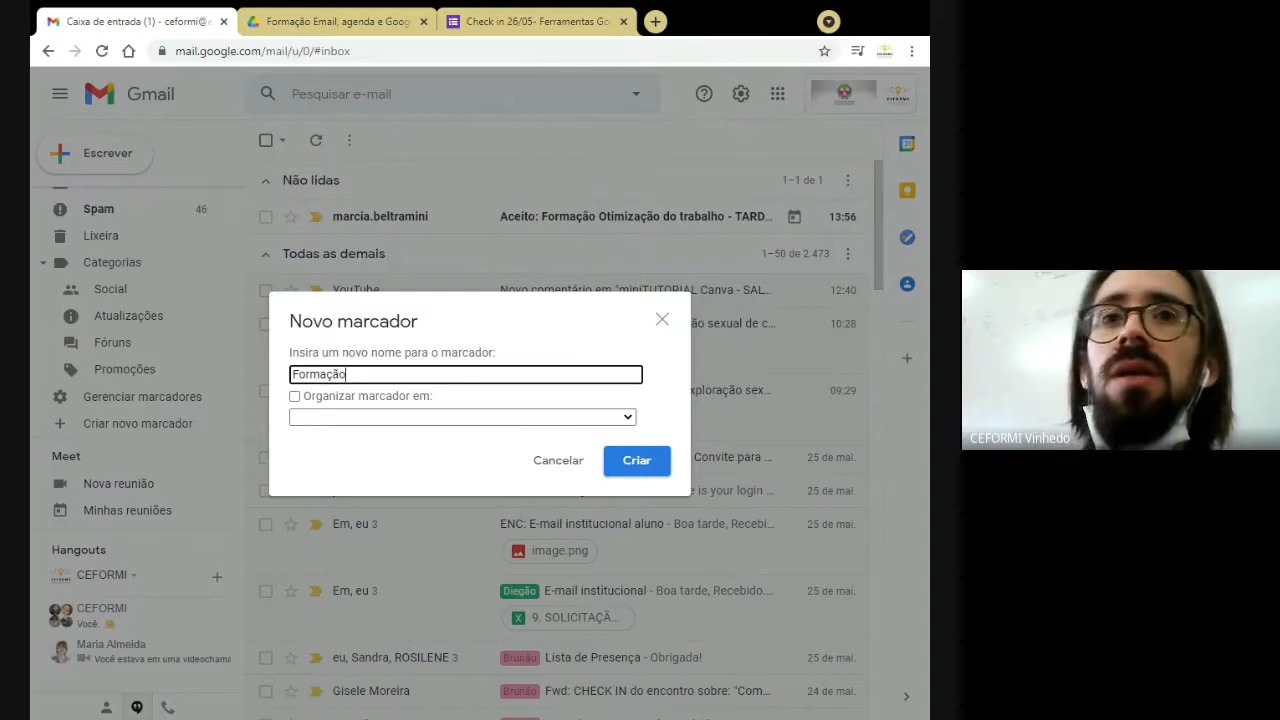 Caixa de entrada (1) - ceformi@e
Formação Email, agenda e Goog
Check in 26/05- Ferramentas Go
mail.google.com/mail/u/0/#inbox
Gmail
Pesquisar e-mail
CEFORMI
Escrever
Spam 46
Lixeira
Categorias
Social
Atualizações
Fóruns
Promoções
Gerenciar marcadores
Criar novo marcador
Meet
Nova reunião
Minhas reuniões
Hangouts
CEFORMI
CEFORMI
Você:
Maria Almeida
Você estava em uma videochama
Não lidas 1–1 de 1
marcia.beltramini Aceito: Formação Otimização do trabalho - TARD... 13:56
Todas as demais 1–50 de 2.473
YouTube Novo comentário em "miniTUTORIAL Canva - SAL... 12:40
ão sexual de c... 10:28
xploração sex... 09:29
Convite para ... 25 de mai.
e is your login ... 25 de mai.
Em, eu 3 ENC: E-mail institucional aluno - Boa tarde, Recebi... 25 de mai.
image.png
Em, eu 3 Diegão E-mail institucional - Boa tarde, Recebido.... 25 de mai.
9. SOLICITAÇÃ...
eu, Sandra, ROSILENE 3 Brunão Lista de Presença - Obrigada! 25 de mai.
Gisele Moreira Brunão Fwd: CHECK IN do encontro sobre: "Com... 24 de mai.
Novo marcador
Insira um novo nome para o marcador:
Formação
Organizar marcador em:
Cancelar Criar
CEFORMI Vinhedo